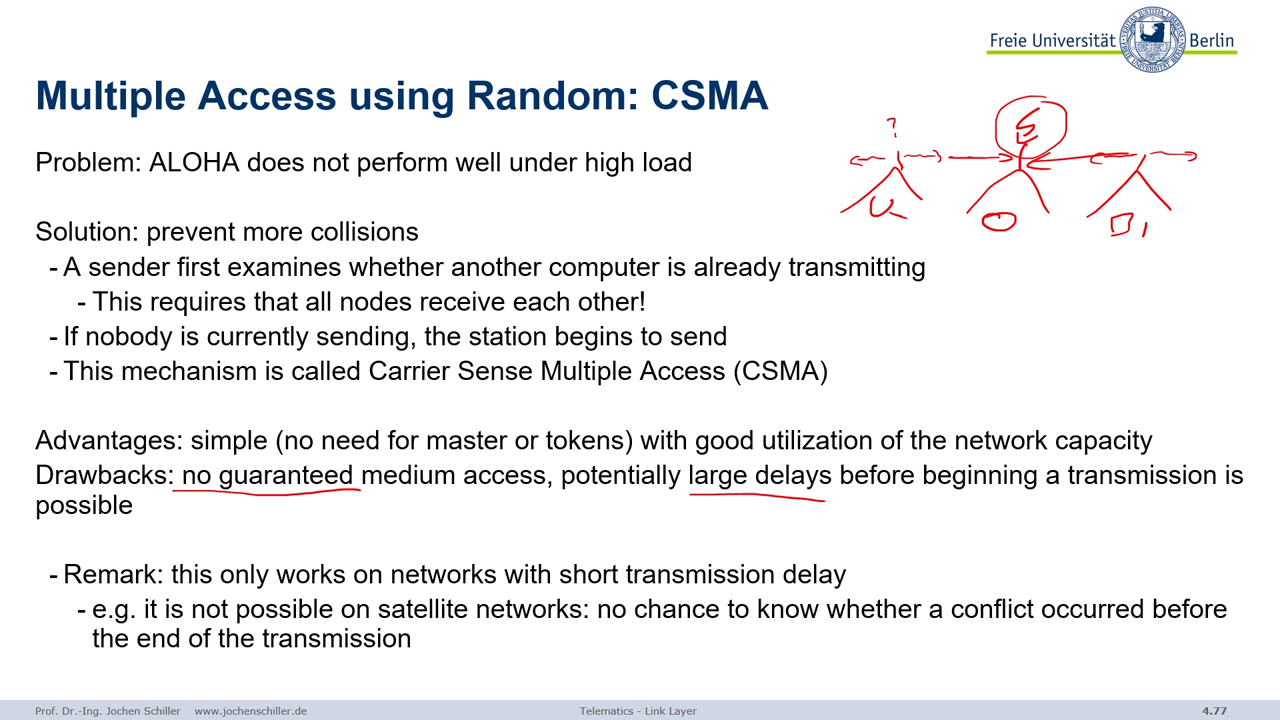 Freie Universität Berlin
Multiple Access using Random: CSMA
?
Problem: ALOHA does not perform well under high load
Solution: prevent more collisions
- A sender first examines whether another computer is already transmitting
- This requires that all nodes receive each other!
- If nobody is currently sending, the station begins to send
- This mechanism is called Carrier Sense Multiple Access (CSMA)
Advantages: simple (no need for master or tokens) with good utilization of the network capacity
Drawbacks: no guaranteed medium access, potentially large delays before beginning a transmission is
possible
- Remark: this only works on networks with short transmission delay
- e.g. it is not possible on satellite networks: no chance to know whether a conflict occurred before
the end of the transmission
Prof. Dr.-Ing. Jochen Schiller www.jochenschiller.de Telematics - Link Layer 4.77